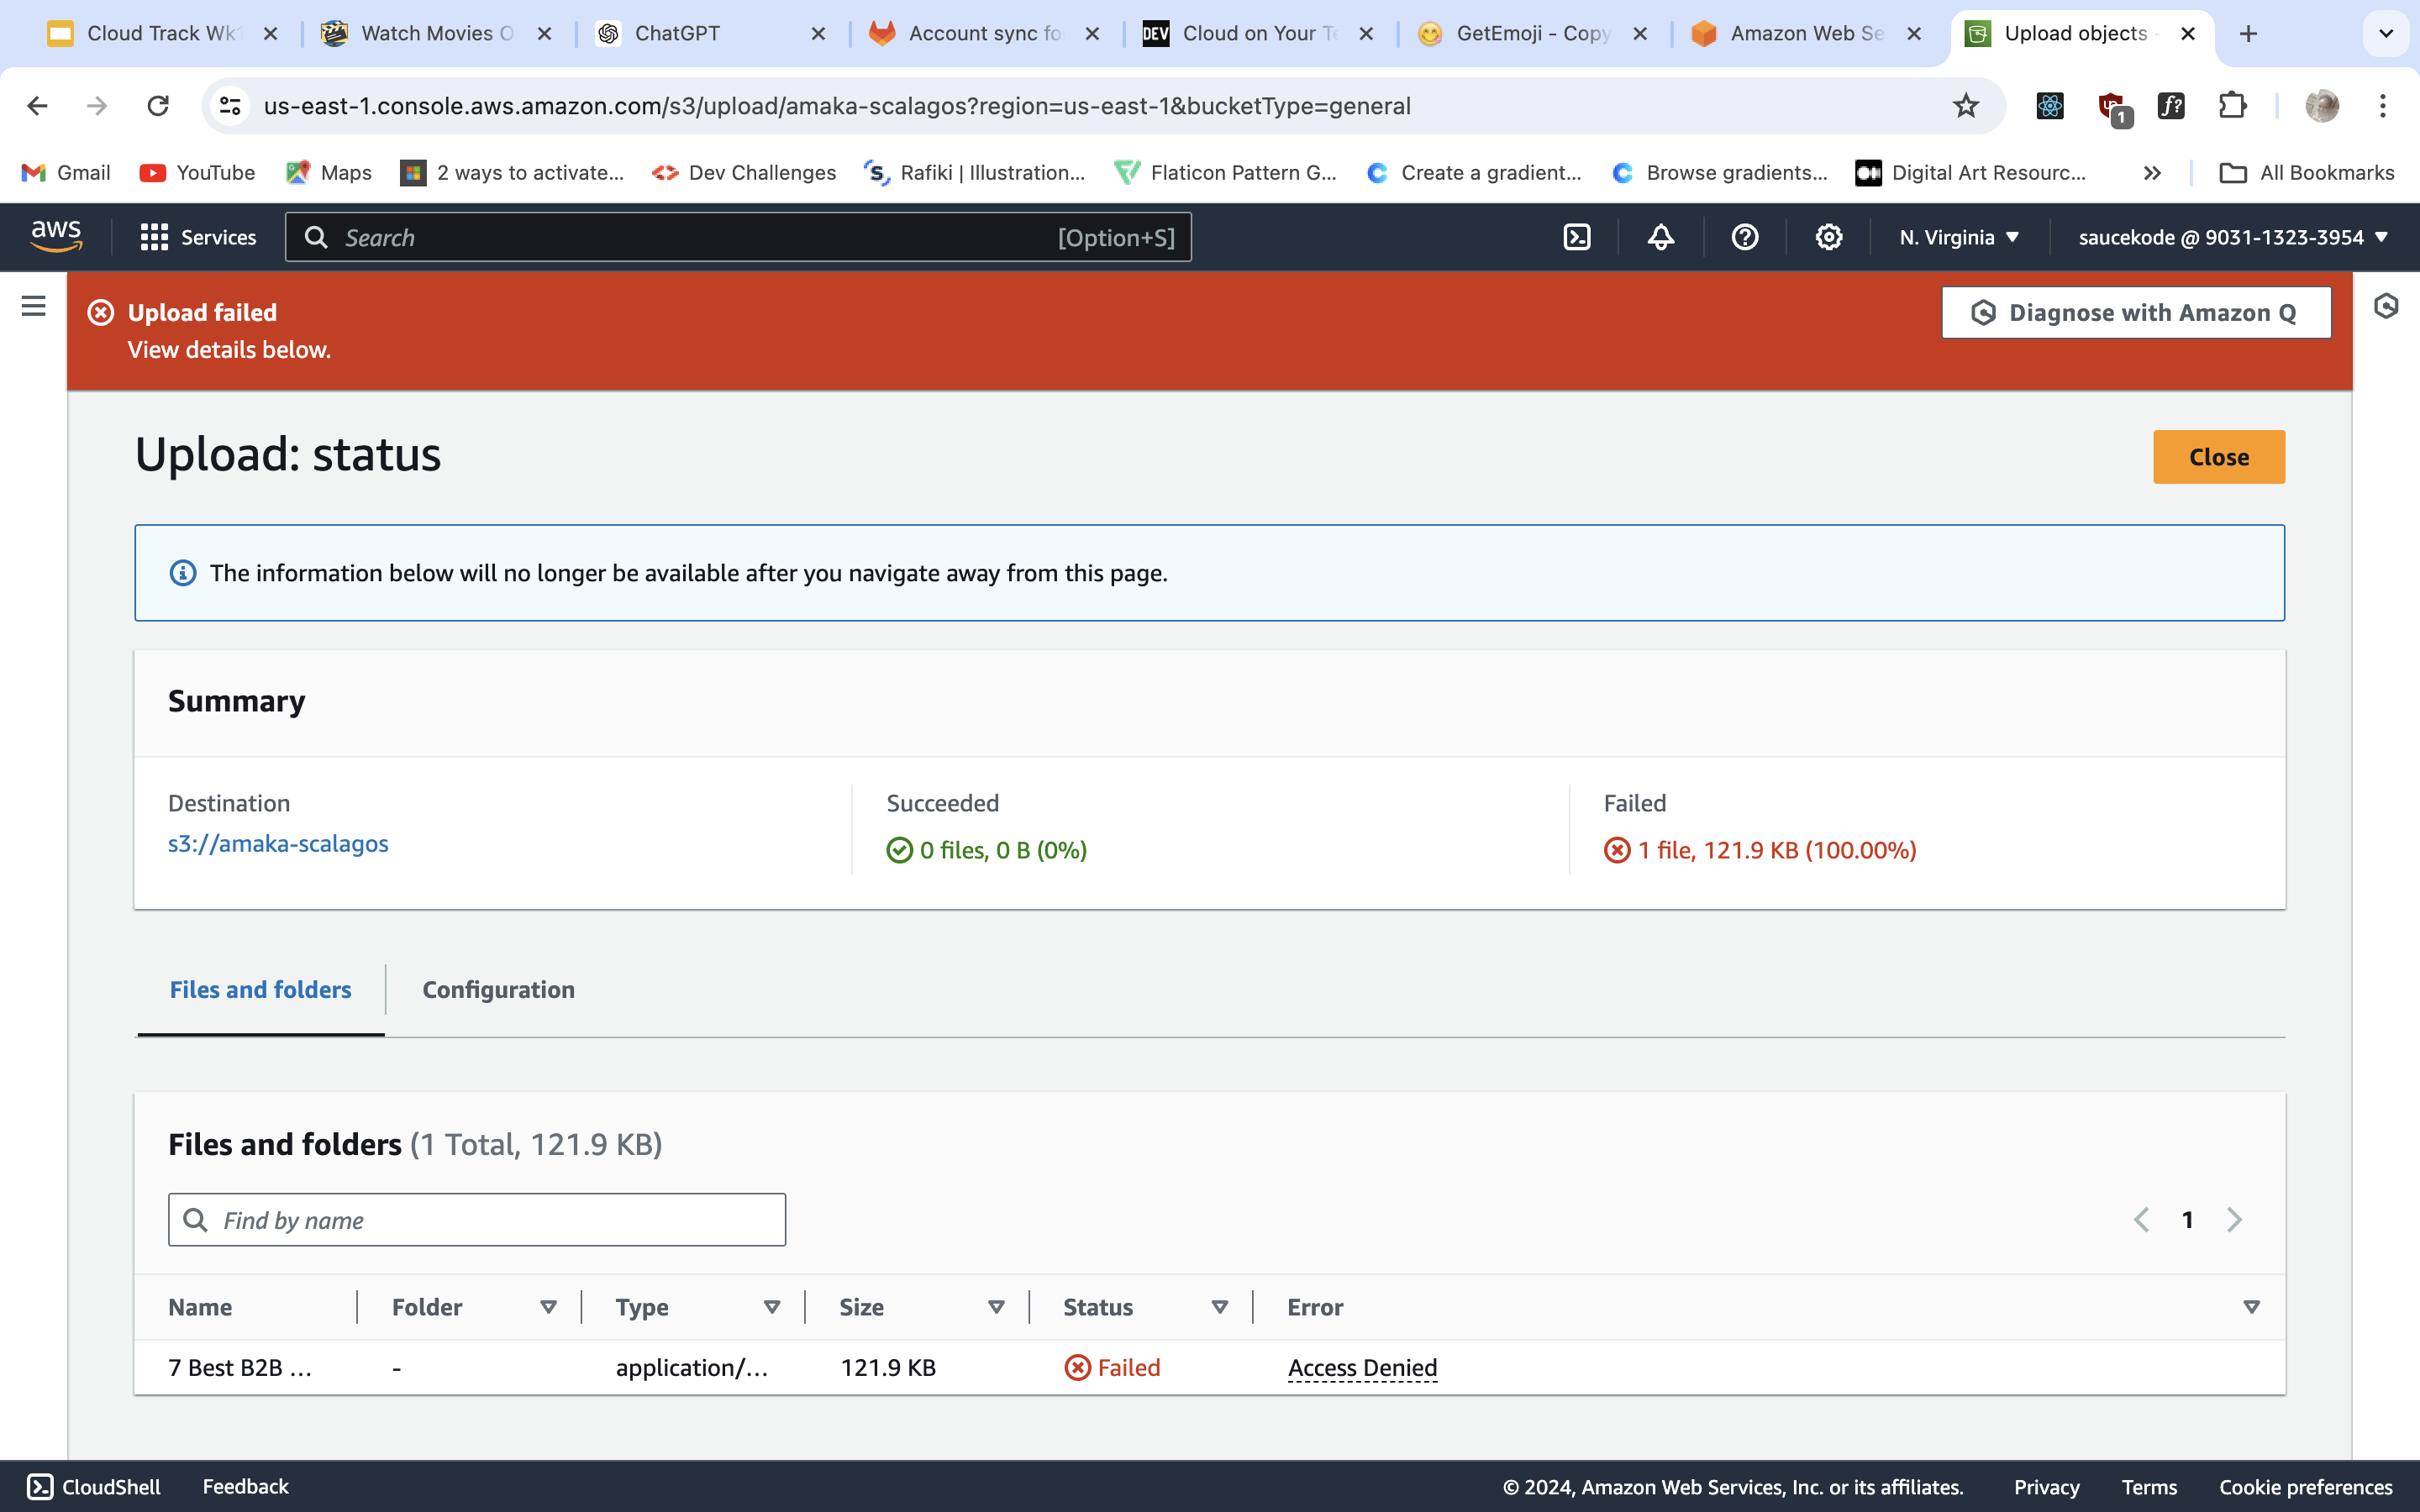 Cloud Track Wk1
Watch Movies O
ChatGPT
Account sync fo
DEV
Cloud on Your Te
GetEmoji - Copy
Amazon Web Se
Upload objects -
us-east-1.console.aws.amazon.com/s3/upload/amaka-scalagos?region=us-east-1&bucketType=general
1
f?
Gmail
YouTube
Maps
2 ways to activate...
Dev Challenges
Rafiki | Illustration...
Flaticon Pattern G...
Create a gradient...
Browse gradients...
Digital Art Resourc...
All Bookmarks
aws
Services
Search
[Option+S]
N. Virginia
saucekode @ 9031-1323-3954
Upload failed
View details below.
Diagnose with Amazon Q
Upload: status
Close
The information below will no longer be available after you navigate away from this page.
Summary
Destination
s3://amaka-scalagos
Succeeded
0 files, 0 B (0%)
Failed
1 file, 121.9 KB (100.00%)
Files and folders
Configuration
Files and folders (1 Total, 121.9 KB)
Find by name
1
Name
Folder
Type
Size
Status
Error
7 Best B2B ...
-
application/...
121.9 KB
Failed
Access Denied
CloudShell
Feedback
© 2024, Amazon Web Services, Inc. or its affiliates.
Privacy
Terms
Cookie preferences